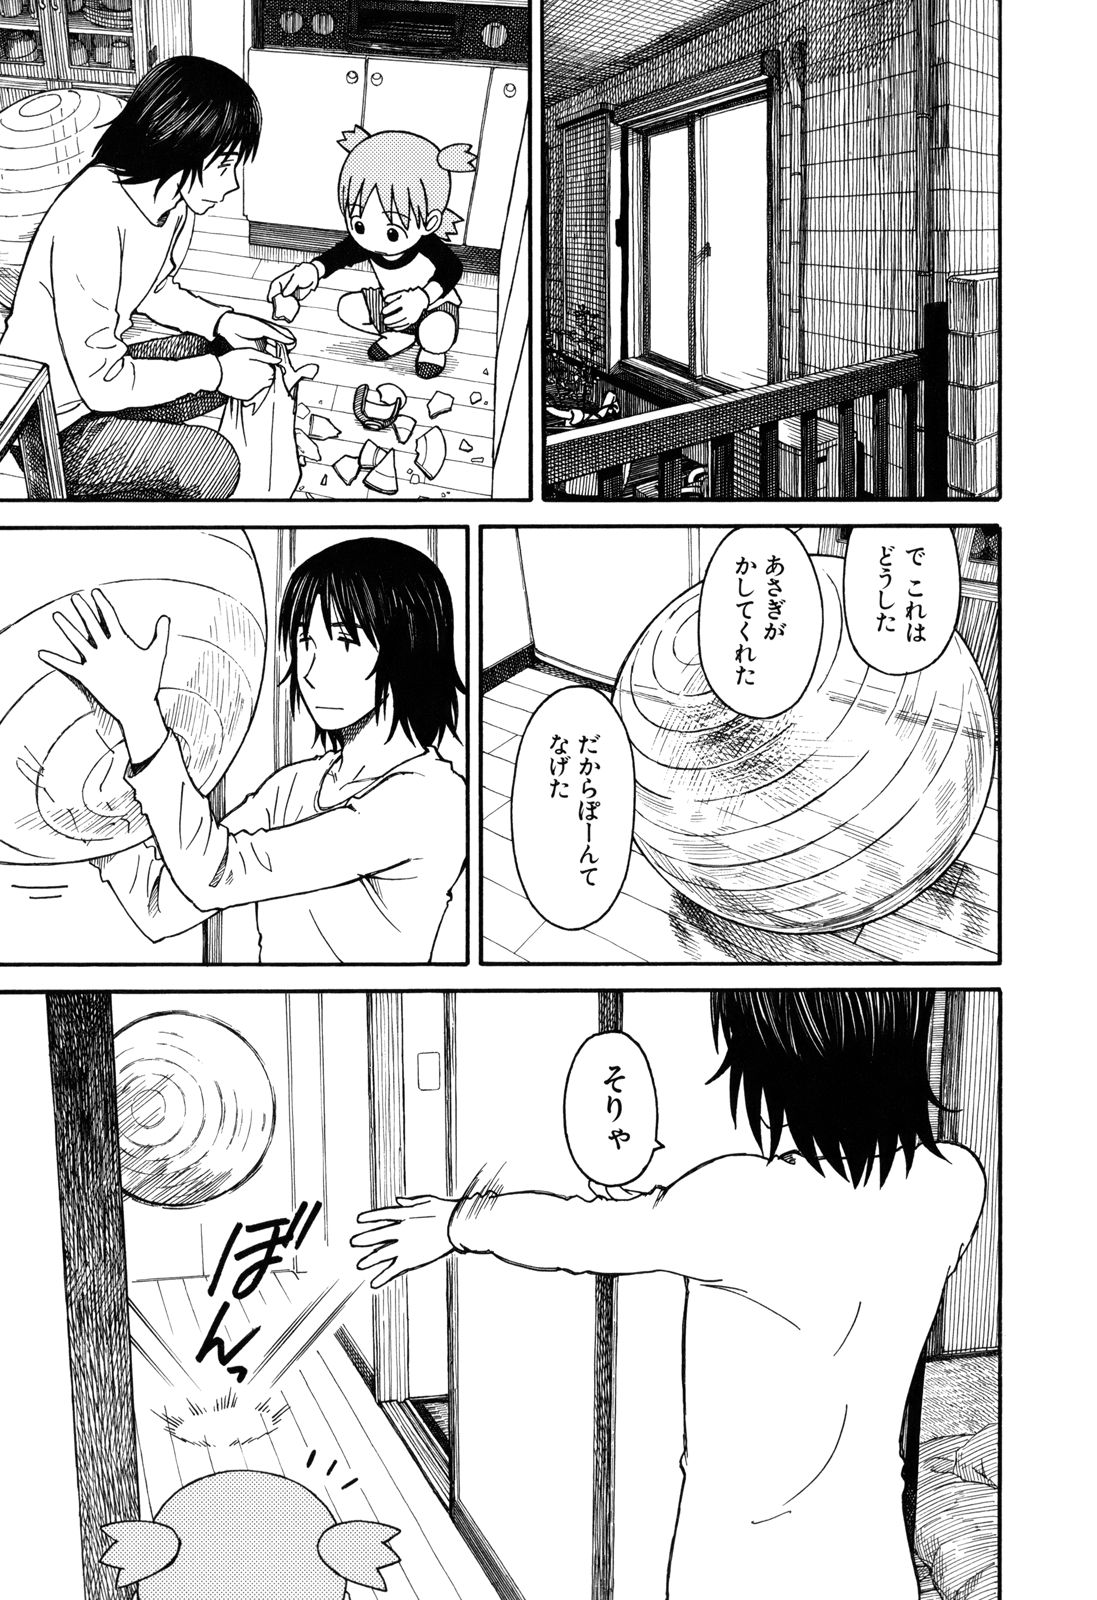 で これは
どうした
あさぎが
かしてくれた
だからぽーんて
なげた
そりゃ
ぼんっ